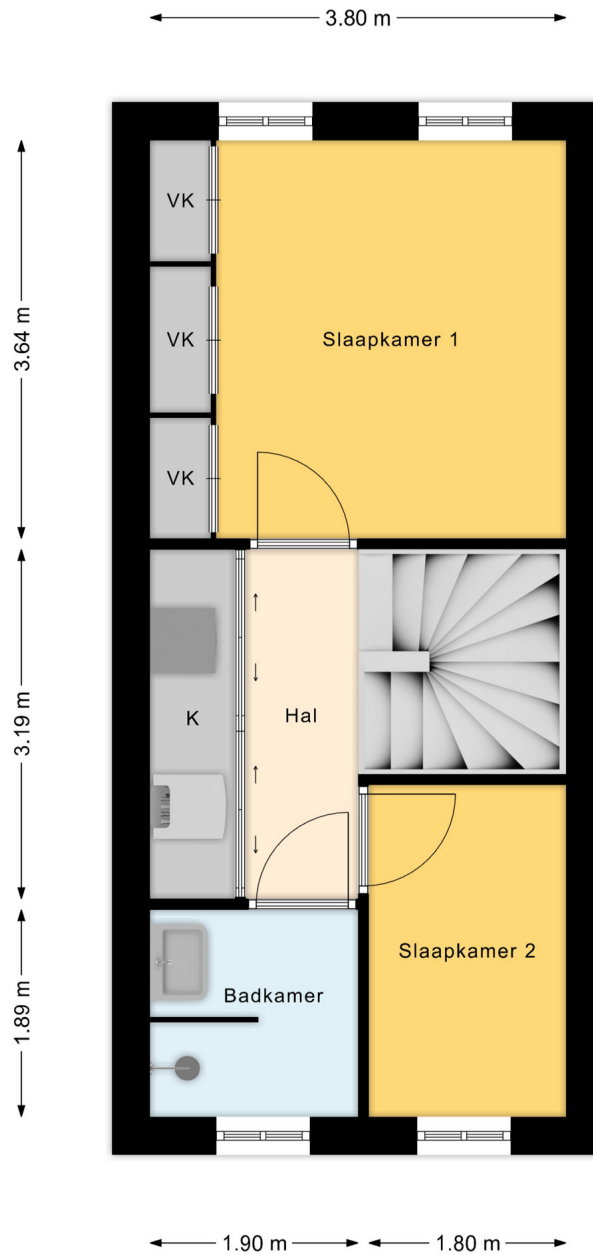 3.80 m
VK
3.64 m
VK
Slaapkamer 1
VK
3.19 m
K
Hal
Slaapkamer 2
1.89 m
Badkamer
1.90 m
1.80 m